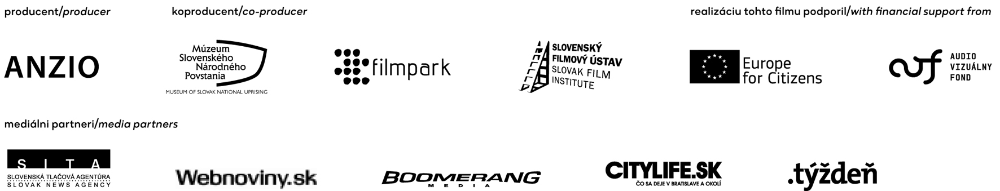 producent/producer
koproducent/co-producer
realizáciu tohto filmu podporil/with financial support from
ANZIO
Múzeum
Slovenského
Národného
Povstania
MUSEUM OF SLOVAK NATIONAL UPRISING
filmpark
SLOVENSKÝ
FILMOVÝ ÚSTAV
SLOVAK FILM
INSTITUTE
Europe
for Citizens
avf
AUDIO
VIZUÁLNY
FOND
mediálni partneri/media partners
SITA
SLOVENSKÁ TLAČOVÁ AGENTÚRA
SLOVAK NEWS AGENCY
Webnoviny.sk
BOOMERANG
MEDIA
CITYLIFE.SK
ČO SA DEJE V BRATISLAVE A OKOLÍ
.týždeň